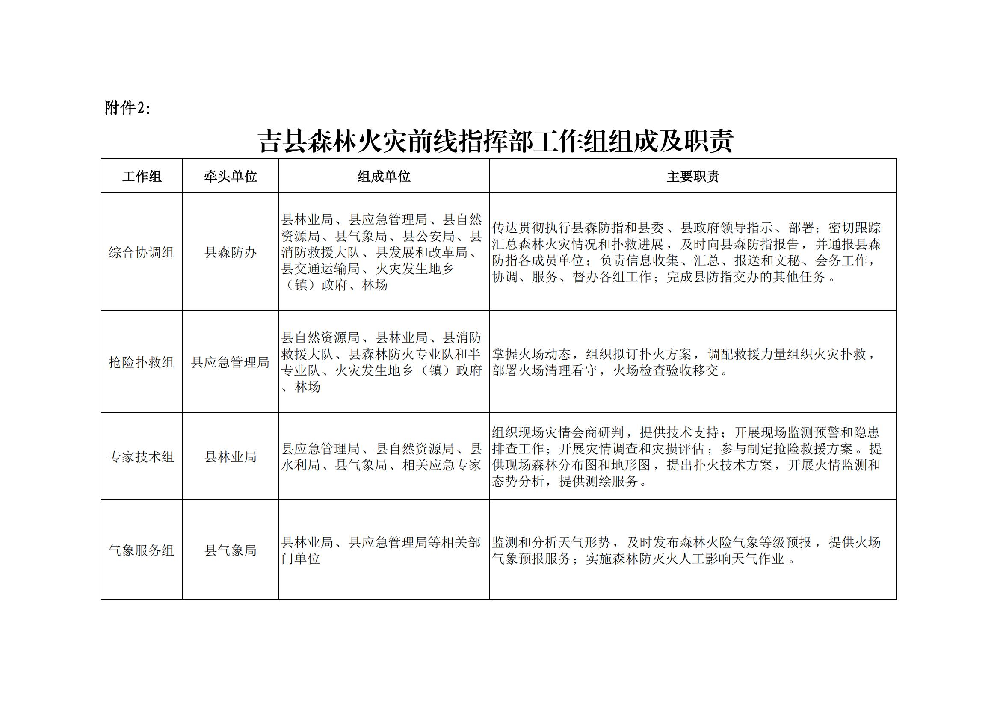 附件2：
吉县森林火灾前线指挥部工作组组成及职责
工作组
牵头单位
组成单位
主要职责
综合协调组
县森防办
县林业局、县应急管理局、县自然
资源局、县气象局、县公安局、县
消防救援大队、县发展和改革局、
县交通运输局、火灾发生地乡
（镇）政府、林场
传达贯彻执行县森防指和县委、县政府领导指示、部署；密切跟踪
汇总森林火灾情况和扑救进展，及时向县森防指报告，并通报县森
防指各成员单位；负责信息收集、汇总、报送和文秘、会务工作，
协调、服务、督办各组工作；完成县防指交办的其他任务。
抢险扑救组
县应急管理局
县自然资源局、县林业局、县消防
救援大队、县森林防火专业队和半
专业队、火灾发生地乡（镇）政府
、林场
掌握火场动态，组织拟订扑火方案，调配救援力量组织火灾扑救，
部署火场清理看守，火场检查验收移交。
专家技术组
县林业局
县应急管理局、县自然资源局、县
水利局、县气象局、相关应急专家
组织现场灾情会商研判，提供技术支持；开展现场监测预警和隐患
排查工作；开展灾情调查和灾损评估；参与制定抢险救援方案。提
供现场森林分布图和地形图，提出扑火技术方案，开展火情监测和
态势分析，提供测绘服务。
气象服务组
县气象局
县林业局、县应急管理局等相关部
门单位
监测和分析天气形势，及时发布森林火险气象等级预报，提供火场
气象预报服务；实施森林防灭火人工影响天气作业。